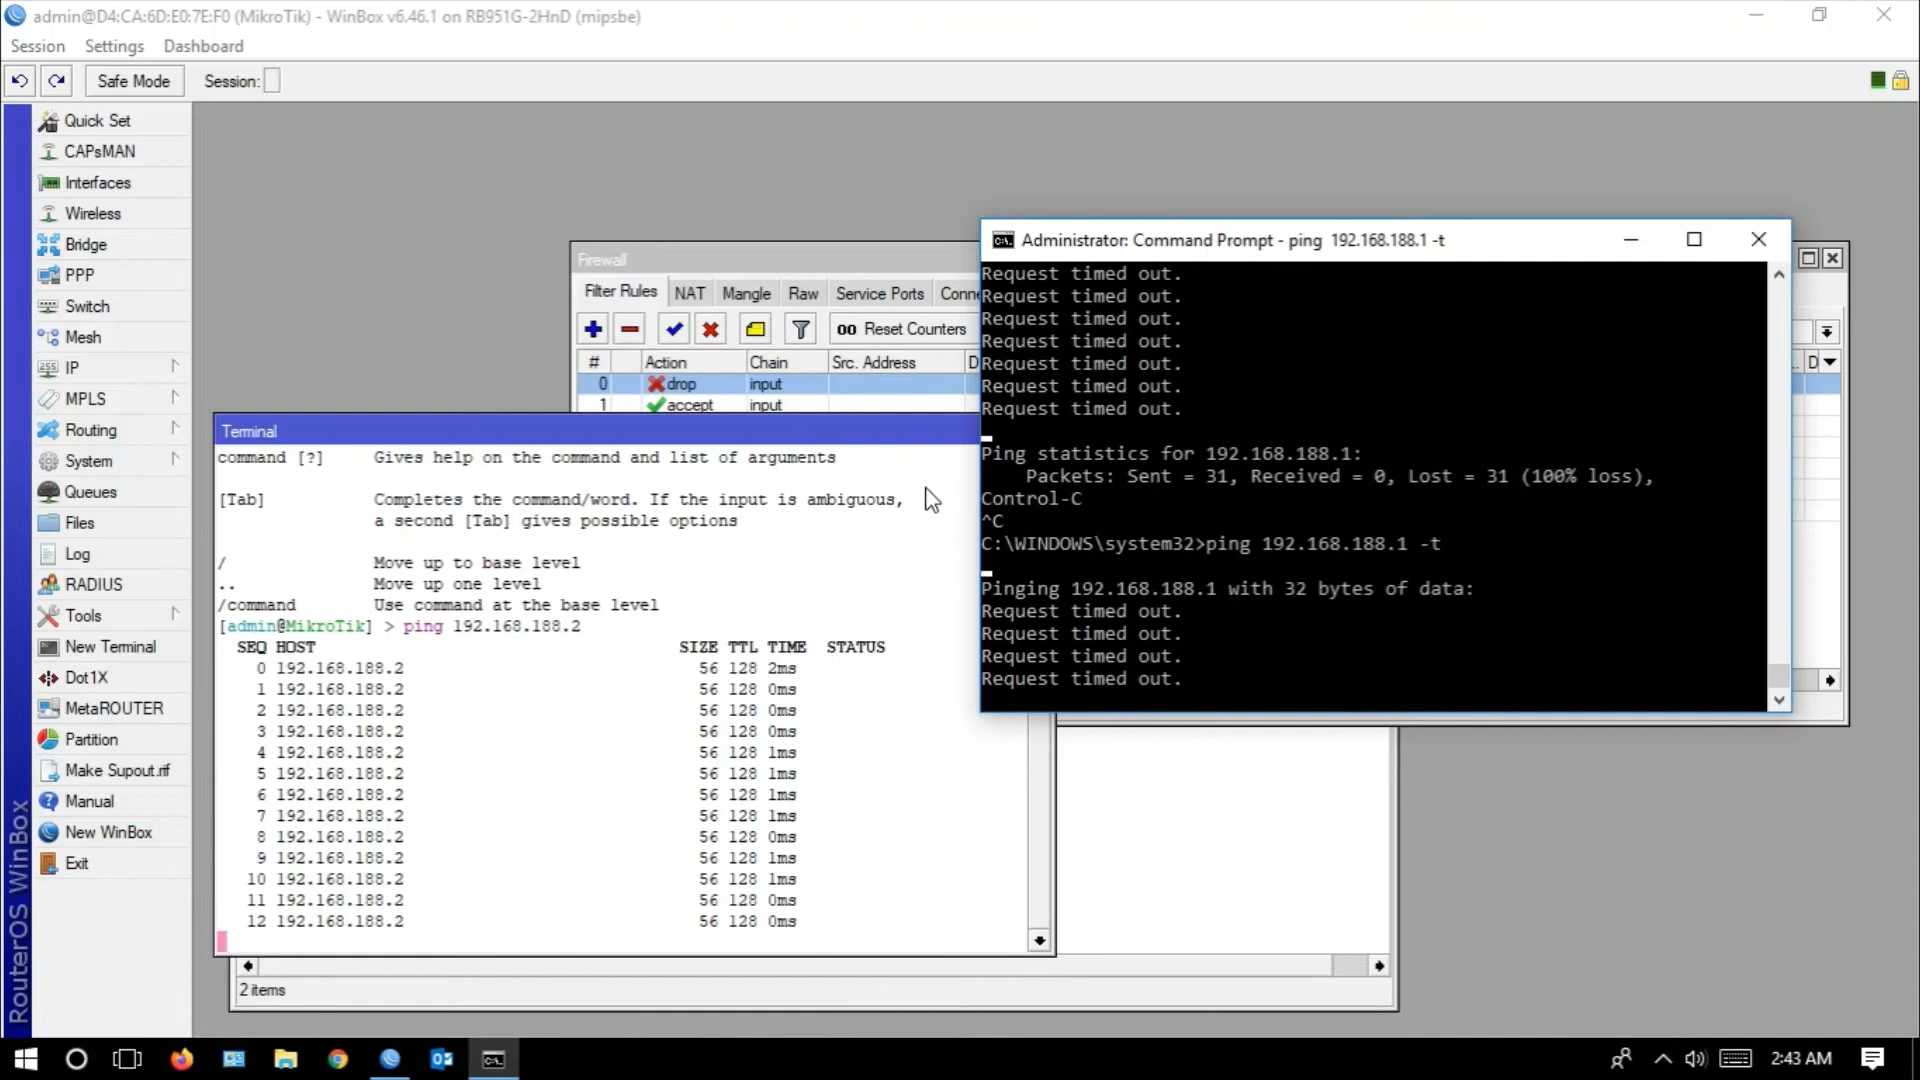 admin@D4:CA:6D:E0:7E:F0 (MikroTik) - WinBox v6.46.1 on RB951G-2HnD (mipsbe)
Session Settings Dashboard
Safe Mode Session:
Quick Set
CAPsMAN
Interfaces
Wireless
Bridge
PPP
Switch
Mesh
IP
MPLS
Routing
System
Queues
Files
Log
RADIUS
Tools
New Terminal
Dot1X
MetaROUTER
Partition
Make Supout.rif
Manual
New WinBox
Exit
RouterOS WinBox
Firewall
Filter Rules NAT Mangle Raw Service Ports Conne
00 Reset Counters
# Action Chain Src. Address D
0 drop input
1 accept input
.. D
Terminal
command [?] Gives help on the command and list of arguments
[Tab] Completes the command/word. If the input is ambiguous,
a second [Tab] gives possible options
/ Move up to base level
.. Move up one level
/command Use command at the base level
[admin@MikroTik] > ping 192.168.188.2
SEQ HOST SIZE TTL TIME STATUS
0 192.168.188.2 56 128 2ms
1 192.168.188.2 56 128 0ms
2 192.168.188.2 56 128 0ms
3 192.168.188.2 56 128 0ms
4 192.168.188.2 56 128 1ms
5 192.168.188.2 56 128 1ms
6 192.168.188.2 56 128 1ms
7 192.168.188.2 56 128 1ms
8 192.168.188.2 56 128 0ms
9 192.168.188.2 56 128 1ms
10 192.168.188.2 56 128 1ms
11 192.168.188.2 56 128 0ms
12 192.168.188.2 56 128 0ms
2 items
Administrator: Command Prompt - ping 192.168.188.1 -t
Request timed out.
Request timed out.
Request timed out.
Request timed out.
Request timed out.
Request timed out.
Request timed out.
Ping statistics for 192.168.188.1:
Packets: Sent = 31, Received = 0, Lost = 31 (100% loss),
Control-C
^C
C:\WINDOWS\system32>ping 192.168.188.1 -t
Pinging 192.168.188.1 with 32 bytes of data:
Request timed out.
Request timed out.
Request timed out.
Request timed out.
2:43 AM